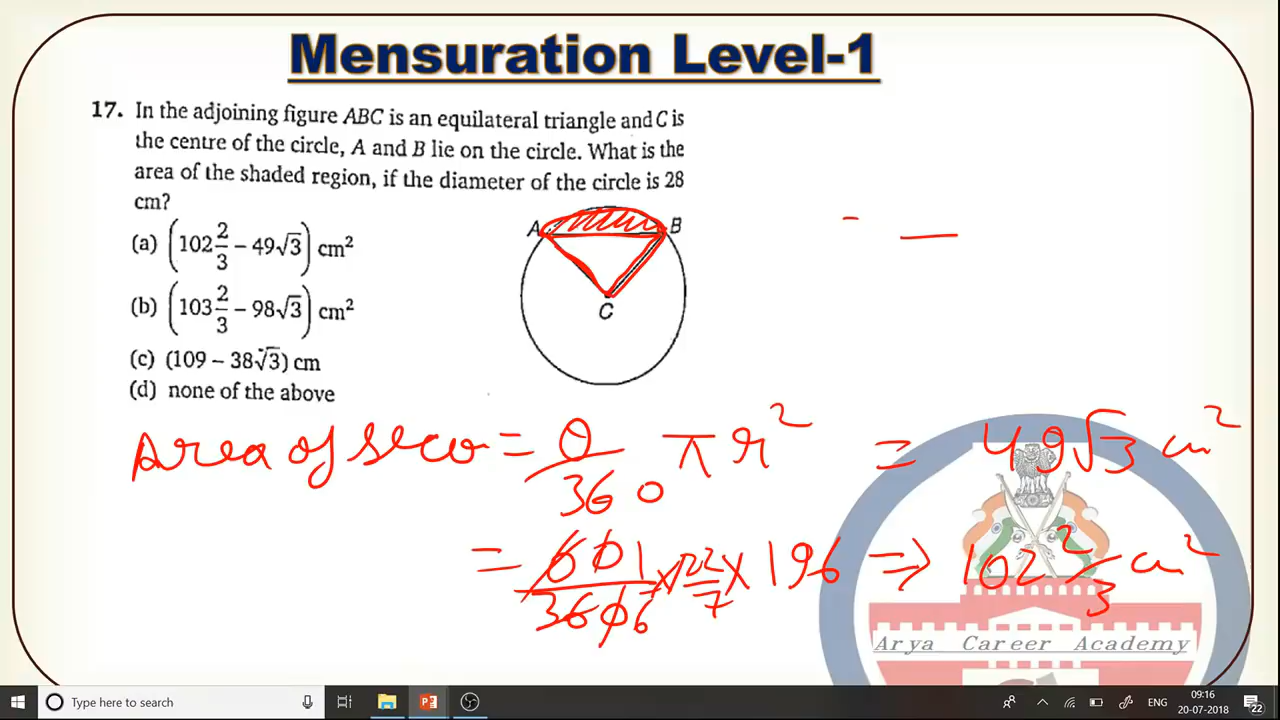 Mensuration Level-1
17. In the adjoining figure ABC is an equilateral triangle and C is
the centre of the circle, A and B lie on the circle. What is the
area of the shaded region, if the diameter of the circle is 28
cm?
(a) (102 2/3 – 49√3) cm²
(b) (103 2/3 – 98√3) cm²
(c) (109 – 38√3) cm
(d) none of the above
A B
C
Area of seco = θ/360 πr² = 49√3 cm²
= 60 1/360 6 × 22/7 × 196 ⇒ 102 2/3 cm²
Arya Career Academy
Type here to search
ENG
09:16
20-07-2018
22